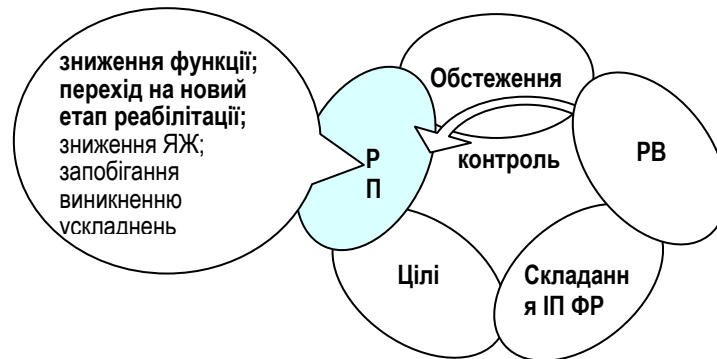 зниження функції;
перехід на новий
етап реабілітації;
зниження ЯЖ;
запобігання
виникненню
ускладнень
Обстеження
Р
П
контроль
РВ
Цілі
Складанн
я ІП ФР